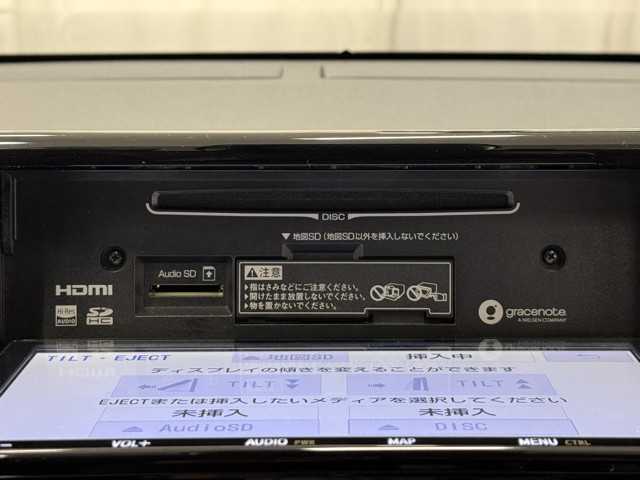 DISC
▼地図SD(地図SD以外を挿入しないでください)
Audio SD
注意
▸指はさみなどにご注意ください。
▸開けたまま放置しないでください。
▸物を置かないでください。
HDMI
Hi-Res AUDIO
SD HC
gracenote.
A NIELSEN COMPANY
TILT・EJECT
地図SD
挿入中
ディスプレイの傾きを変えることができます
TILT
TILT
EJECTまたは挿入したいメディアを選択してください
未挿入
未挿入
AudioSD
DISC
VOL+
AUDIO PWR
MAP
MENU CTRL